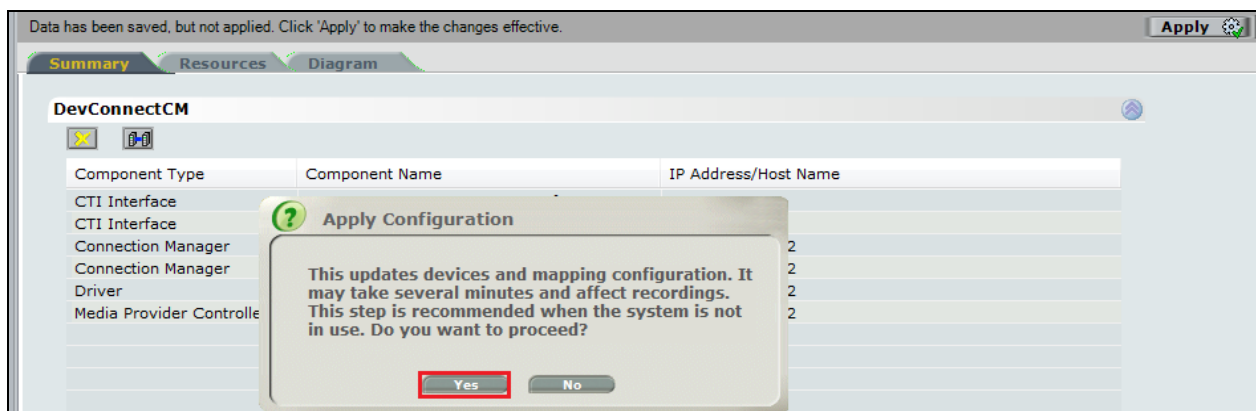 Data has been saved, but not applied. Click 'Apply' to make the changes effective.
Apply
Summary Resources Diagram
DevConnectCM
Component Type Component Name IP Address/Host Name
CTI Interface
CTI Interface
Connection Manager 2
Connection Manager 2
Driver 2
Media Provider Controlle 2
Apply Configuration
This updates devices and mapping configuration. It
may take several minutes and affect recordings.
This step is recommended when the system is not
in use. Do you want to proceed?
Yes No